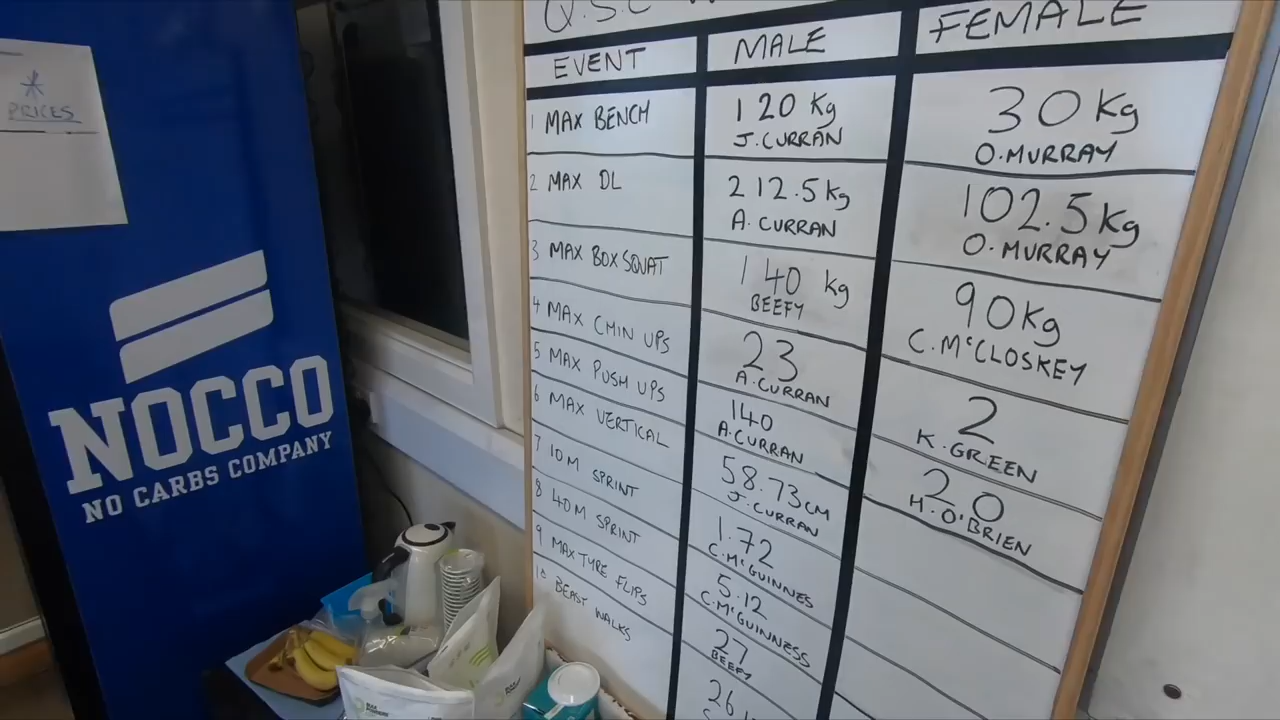 * PRICES
NOCCO
NO CARBS COMPANY
Q.S.C
EVENT MALE FEMALE
1 MAX BENCH 120 Kg J.CURRAN 30 Kg O.MURRAY
2 MAX DL 212.5 Kg A.CURRAN 102.5 Kg O.MURRAY
3 MAX BOX SQUAT 140 kg BEEFY 90 Kg C.McCLOSKEY
4 MAX CHIN UPS 23 A.CURRAN 2 K.GREEN
5 MAX PUSH UPS 140 A.CURRAN 20 H.O'BRIEN
6 MAX VERTICAL 58.73cm J.CURRAN
7 10M SPRINT 1.72 C.McGUINNES
8 40M SPRINT 5.12 C.McGUINNESS
9 MAX TYRE FLIPS 27 BEEFY
10 BEAST WALKS 26